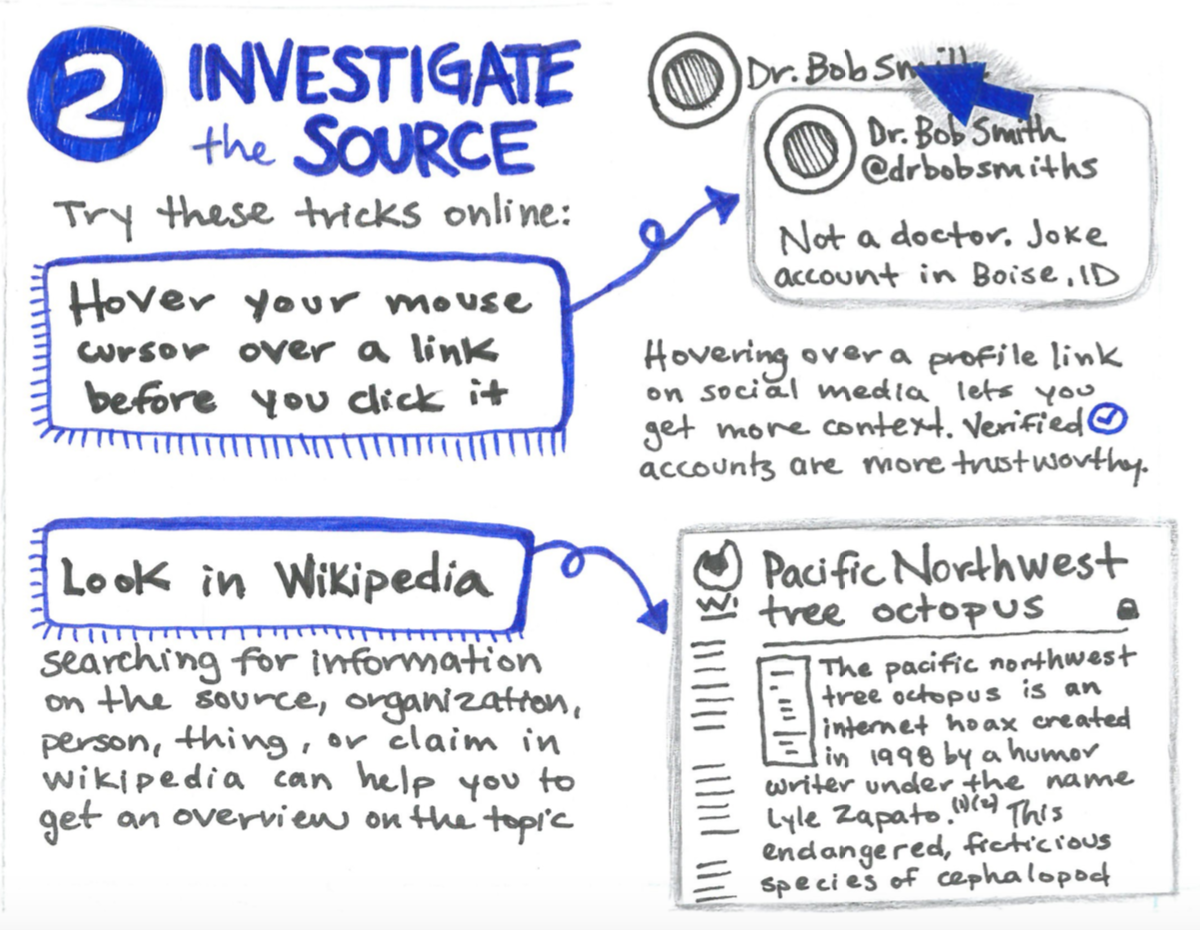 2
INVESTIGATE
the SOURCE
Try these tricks online:
Hover your mouse
cursor over a link
before you click it
Dr. Bob Smith
Dr. Bob Smith
@drbobsmiths
Not a doctor. Joke
account in Boise, ID
Hovering over a profile link
on social media lets you
get more context. Verified
accounts are more trustworthy.
Look in Wikipedia
searching for information
on the source, organization,
person, thing, or claim in
wikipedia can help you to
get an overview on the topic
W!
Pacific Northwest
tree octopus
The pacific northwest
tree octopus is an
internet hoax created
in 1998 by a humor
writer under the name
Lyle Zapato.(1)(2) This
endangered, ficticious
species of cephalopod